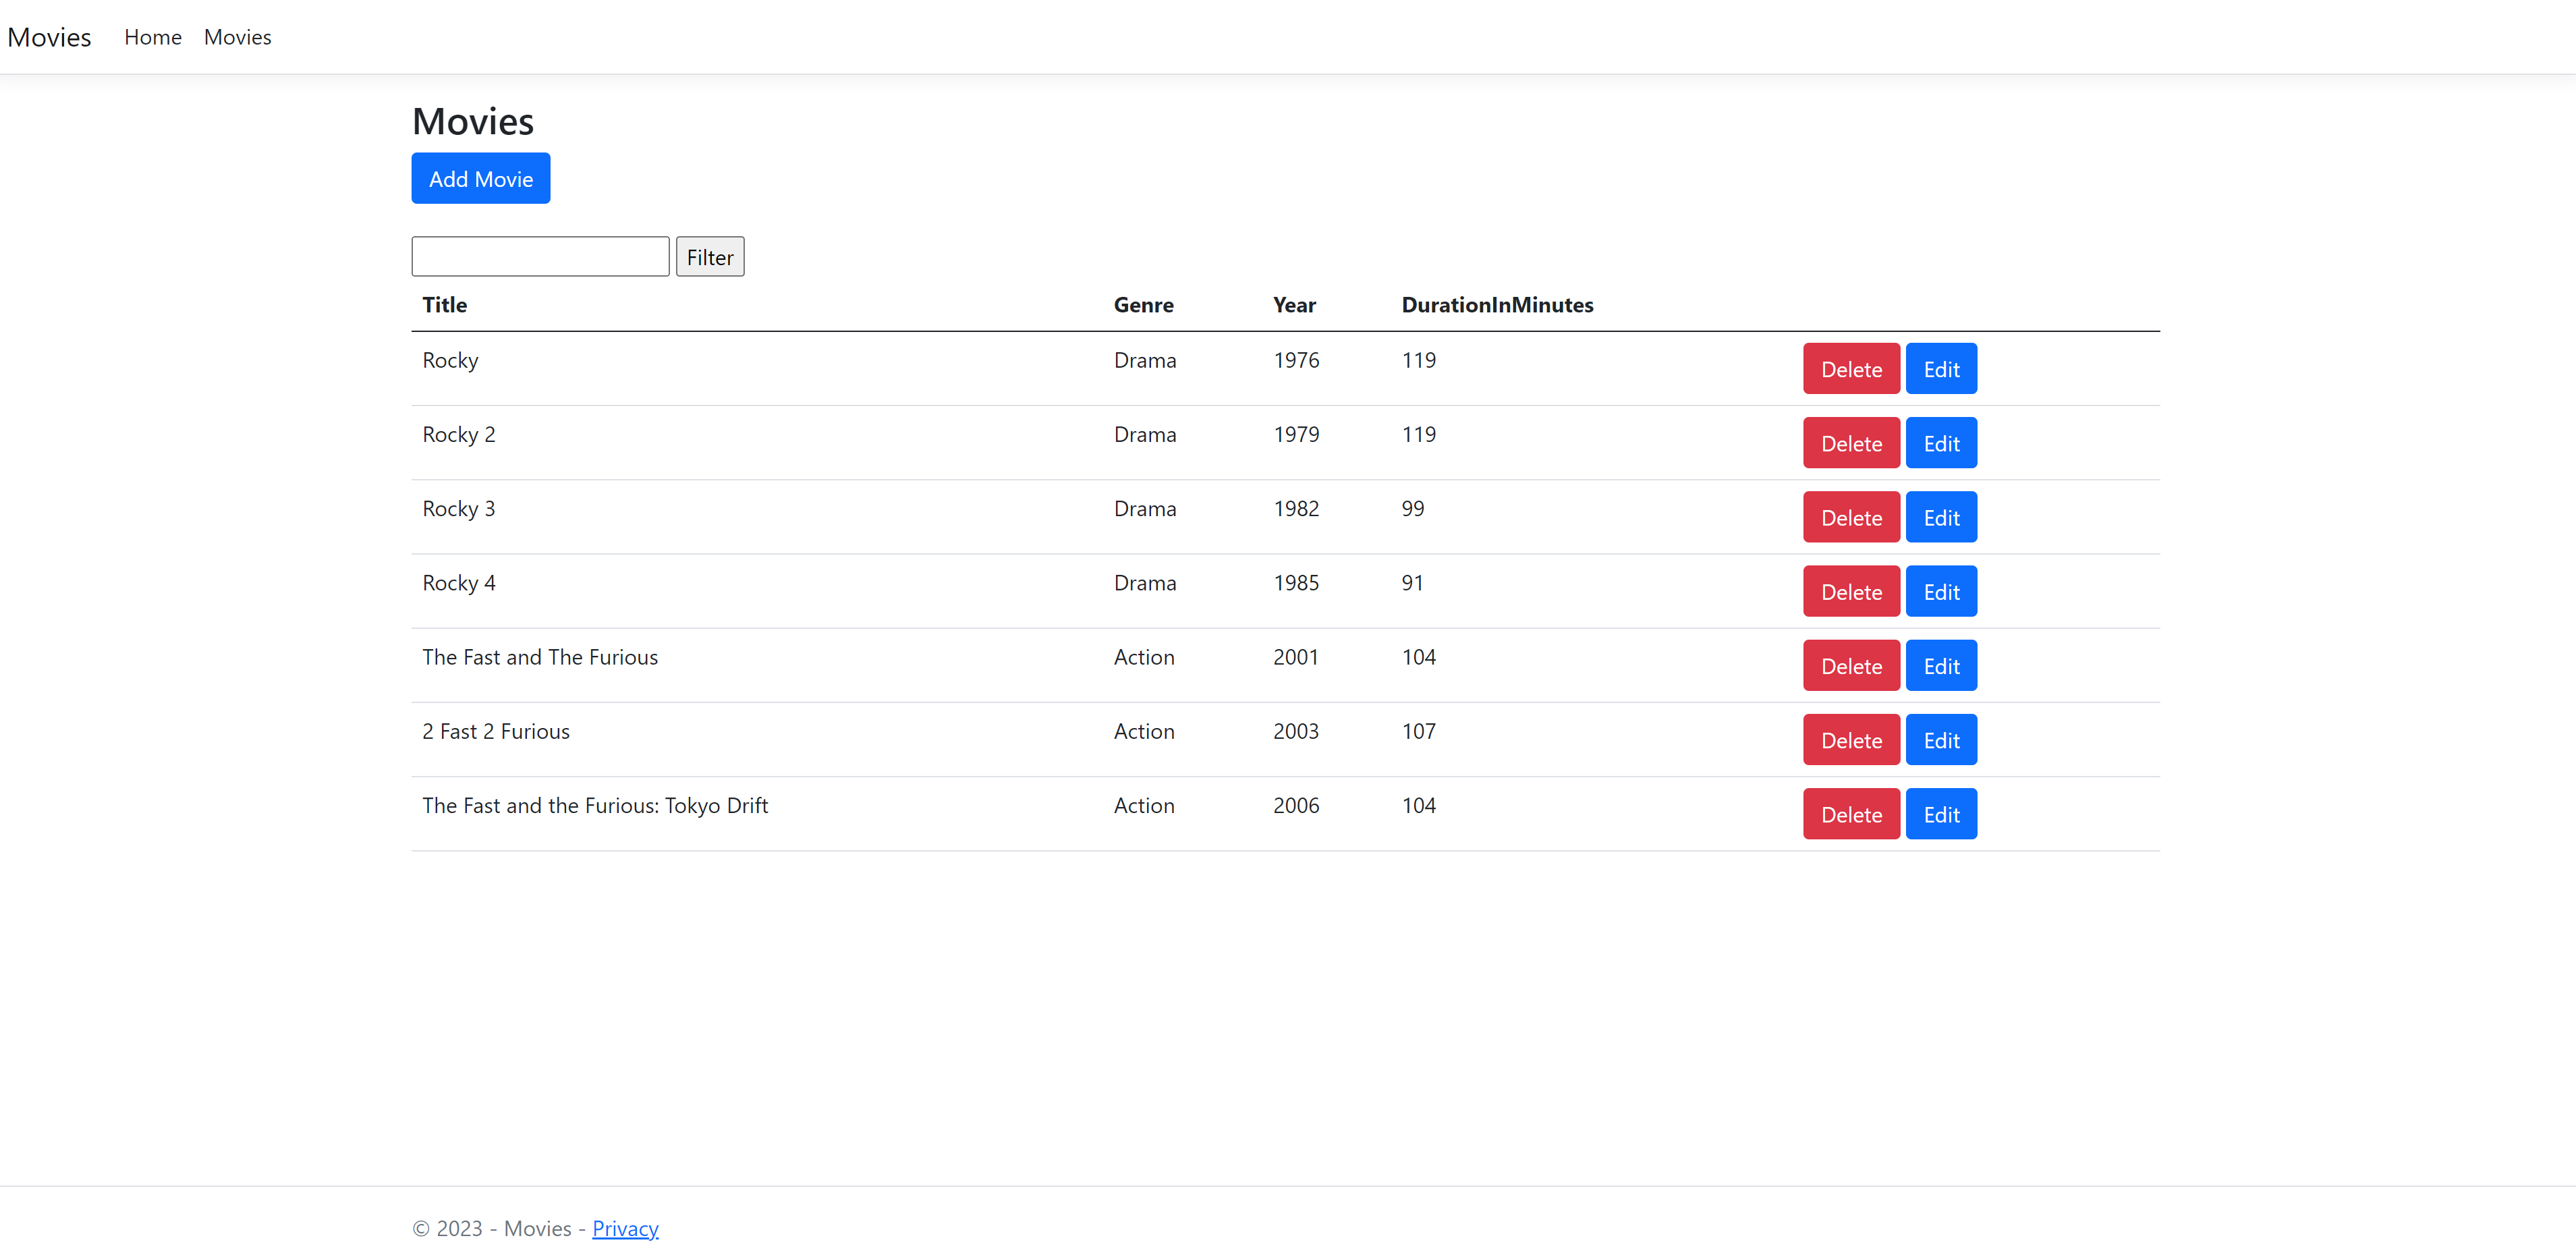 Movies Home Movies
Movies
Add Movie
Filter
Title Genre Year DurationInMinutes
Rocky Drama 1976 119 Delete Edit
Rocky 2 Drama 1979 119 Delete Edit
Rocky 3 Drama 1982 99 Delete Edit
Rocky 4 Drama 1985 91 Delete Edit
The Fast and The Furious Action 2001 104 Delete Edit
2 Fast 2 Furious Action 2003 107 Delete Edit
The Fast and the Furious: Tokyo Drift Action 2006 104 Delete Edit
© 2023 - Movies - Privacy